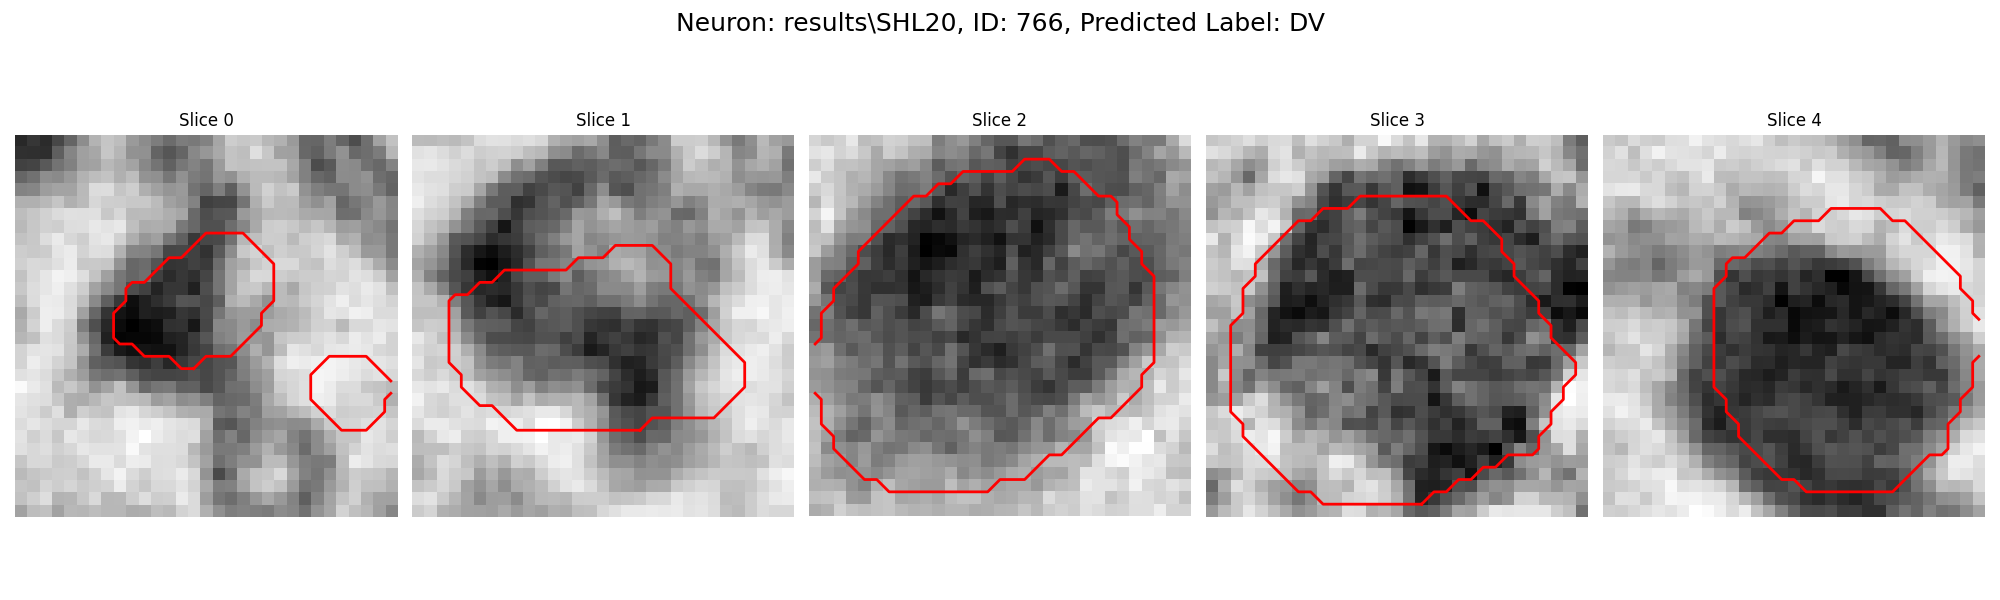 Neuron: results\SHL20, ID: 766, Predicted Label: DV
Slice 0
Slice 1
Slice 2
Slice 3
Slice 4